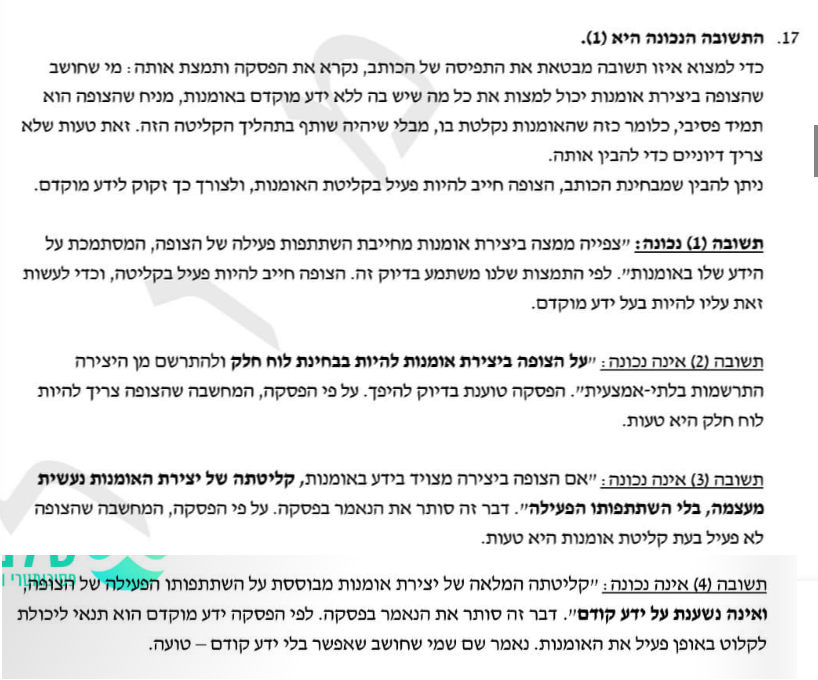 17. התשובה הנכונה היא (1).
כדי למצוא איזו תשובה מבטאת את התפיסה של הכותב, נקרא את הפסקה ותמצת אותה: מי שחושב
שהצופה ביצירת אומנות יכול למצות את כל מה שיש בה ללא ידע מוקדם באומנות, מניח שהצופה הוא
תמיד פסיבי, כלומר כזה שהאומנות נקלטת בו, מבלי שיהיה שותף בתהליך הקליטה הזה. זאת טעות שלא
צריך דיוניים כדי להבין אותה.
ניתן להבין שמבחינת הכותב, הצופה חייב להיות פעיל בקליטת האומנות, ולצורך כך זקוק לידע מוקדם.
תשובה (1) נכונה: "צפייה ממצה ביצירת אומנות מחייבת השתתפות פעילה של הצופה, המסתמכת על
הידע שלו באומנות". לפי התמצות שלנו משתמע בדיוק זה. הצופה חייב להיות פעיל בקליטה, וכדי לעשות
זאת עליו להיות בעל ידע מוקדם.
תשובה (2) אינה נכונה: "על הצופה ביצירת אומנות להיות בבחינת לוח חלק ולהתרשם מן היצירה
התרשמות בלתי-אמצעית". הפסקה טוענת בדיוק להיפך. על פי הפסקה, המחשבה שהצופה צריך להיות
לוח חלק היא טעות.
תשובה (3) אינה נכונה: "אם הצופה ביצירה מצויד בידע באומנות, קליטתה של יצירת האומנות נעשית
מעצמה, בלי השתתפותו הפעילה". דבר זה סותר את הנאמר בפסקה. על פי הפסקה, המחשבה שהצופה
לא פעיל בעת קליטת אומנות היא טעות.
תשובה (4) אינה נכונה: "קליטתה המלאה של יצירת אומנות מבוססת על השתתפותו הפעילה של הצופה,
ואינה נשענת על ידע קודם". דבר זה סותר את הנאמר בפסקה. לפי הפסקה ידע מוקדם הוא תנאי ליכולת
לקלוט באופן פעיל את האומנות. נאמר שם שמי שחושב שאפשר בלי ידע קודם – טועה.